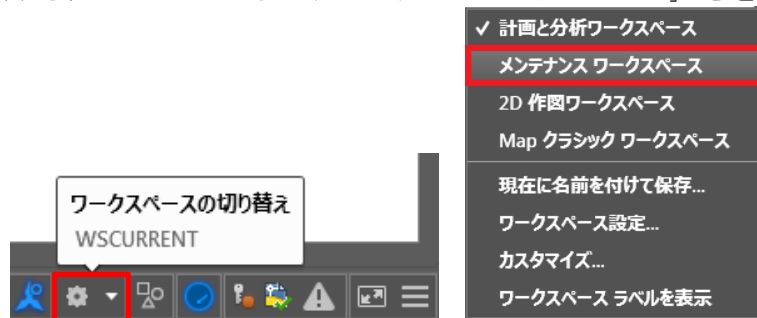 計画と分析ワークスペース
メンテナンス ワークスペース
2D 作図ワークスペース
Map クラシック ワークスペース
現在に名前を付けて保存...
ワークスペース設定...
カスタマイズ...
ワークスペース ラベルを表示
ワークスペースの切り替え
WSCURRENT